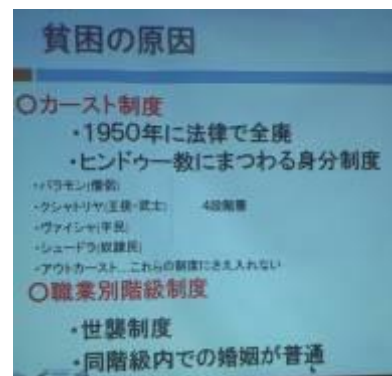 貧困の原因
○カースト制度
・1950年に法律で全廃
・ヒンドゥー教にまつわる身分制度
・バラモン(僧侶)
・クシャトリヤ(王侯・武士) 4段階層
・ヴァイシャ(平民)
・シュードラ(奴隷民)
・アウトカースト…これらの制度にさえ入れない
○職業別階級制度
・世襲制度
・同階級内での婚姻が普通